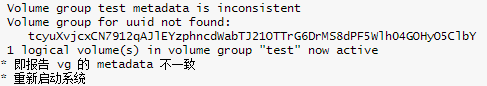 Volume group test metadata is inconsistent
Volume group for uuid not found:
tcyuXvjcxCN7912qAJlEYzphncdWabTJ21OTTrG6DrMS8dPF5Wlh04GOHyO5ClbY
1 logical volume(s) in volume group "test" now active
* 即报告 vg 的 metadata 不一致
* 重新启动系统